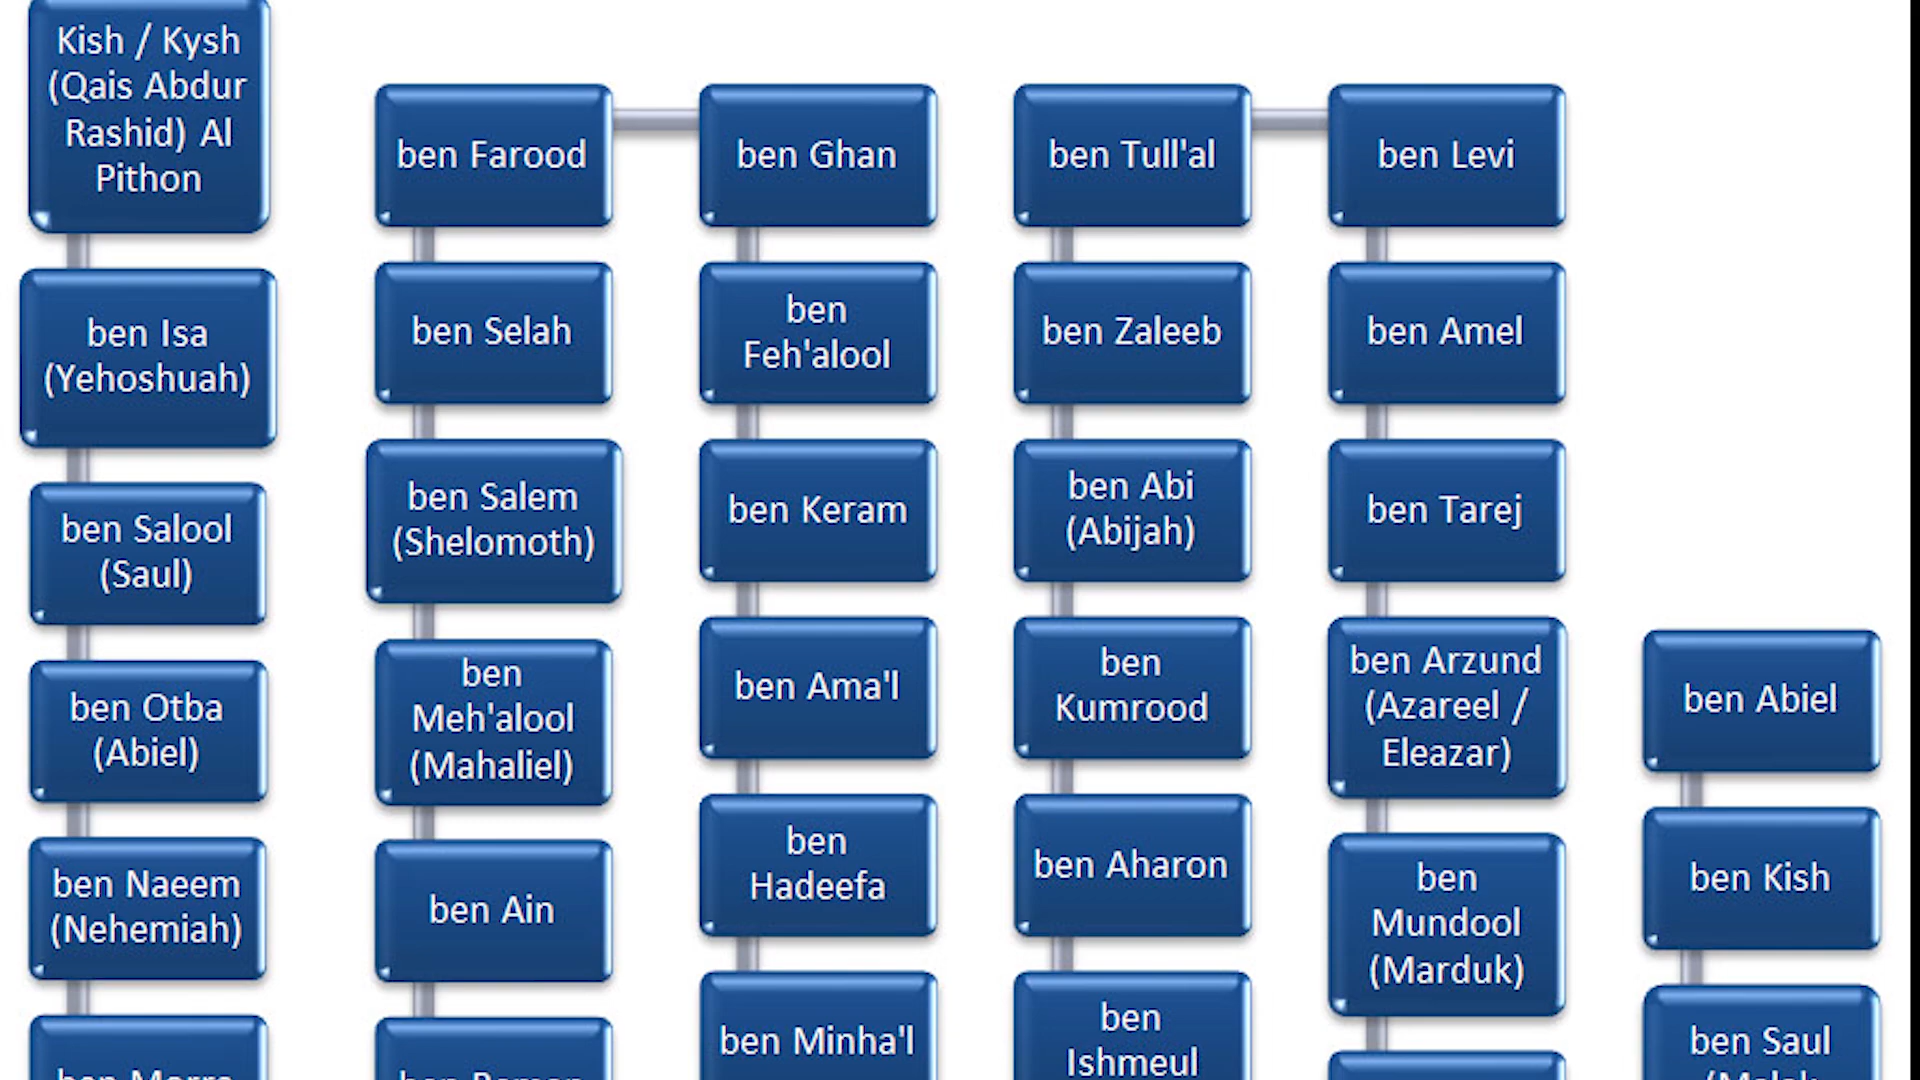 Kish / Kysh
(Qais Abdur
Rashid) Al
Pithon
ben Isa
(Yehoshuah)
ben Salool
(Saul)
ben Otba
(Abiel)
ben Naeem
(Nehemiah)
ben Farood
ben Selah
ben Salem
(Shelomoth)
ben
Meh'alool
(Mahaliel)
ben Ain
ben Ghan
ben
Feh'alool
ben Keram
ben Ama'l
ben
Hadeefa
ben Minha'l
ben Tull'al
ben Zaleeb
ben Abi
(Abijah)
ben
Kumrood
ben Aharon
ben
Ishmeul
ben Levi
ben Amel
ben Tarej
ben Arzund
(Azareel /
Eleazar)
ben
Mundool
(Marduk)
ben Abiel
ben Kish
ben Saul